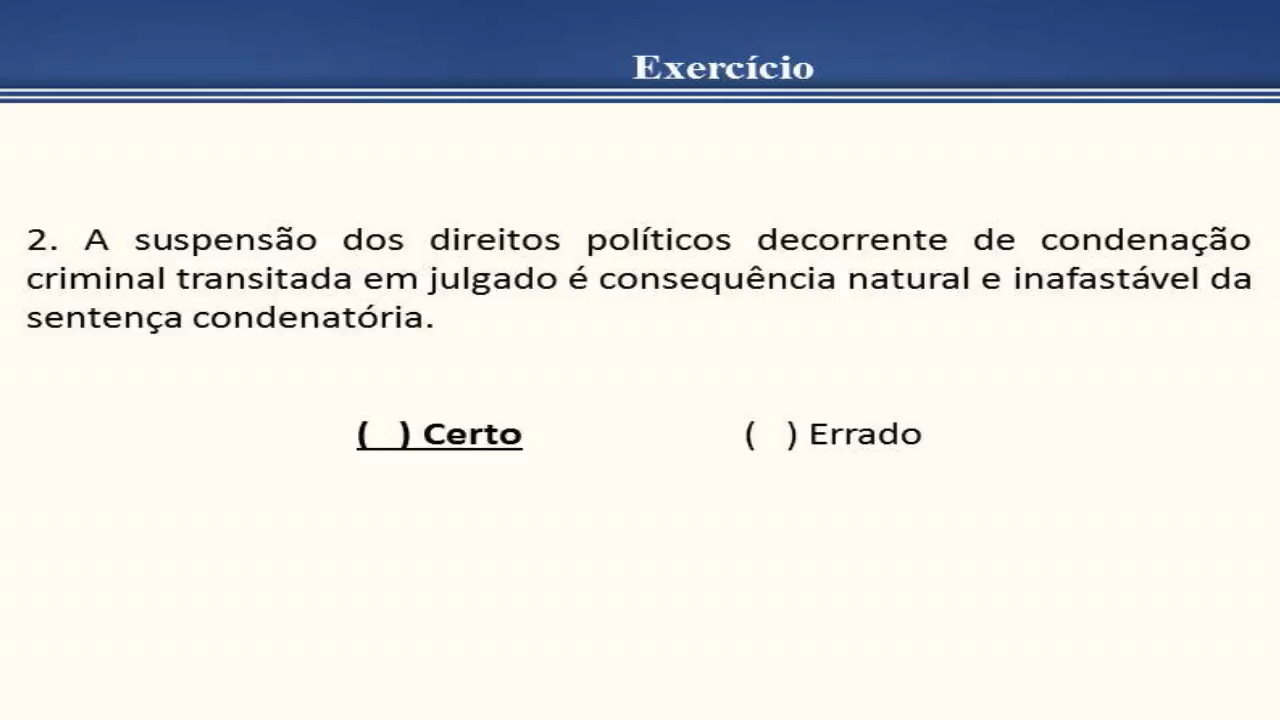 Exercício
2. A suspensão dos direitos políticos decorrente de condenação
criminal transitada em julgado é consequência natural e inafastável da
sentença condenatória.
( ) Certo ( ) Errado